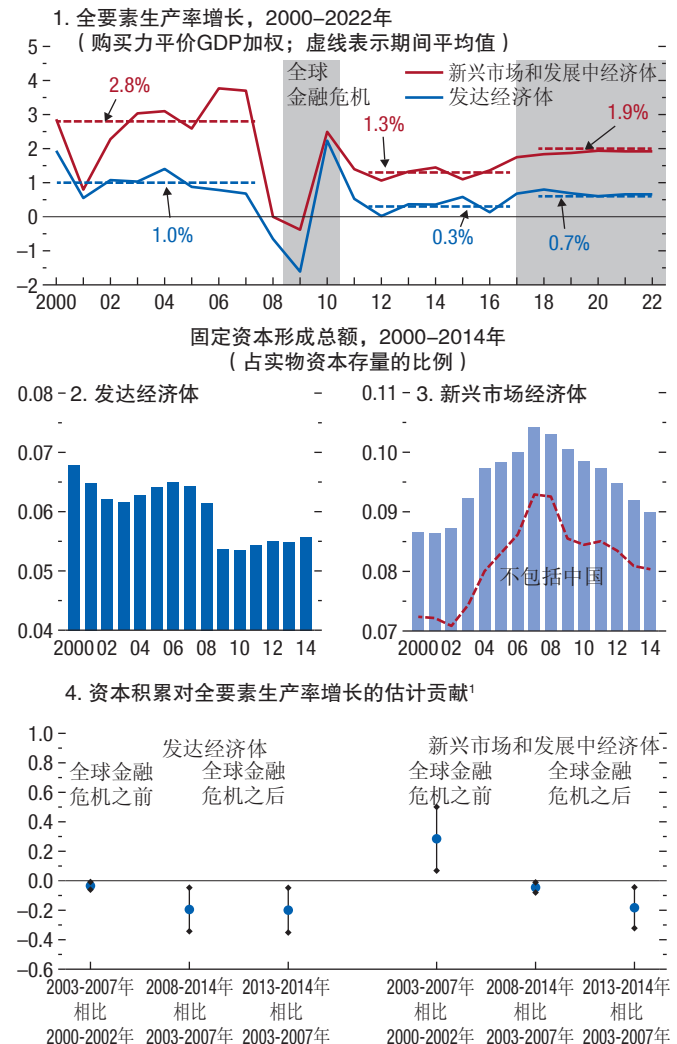 1. 全要素生产率增长，2000–2022年
（购买力平价GDP加权；虚线表示期间平均值）
5
4
3
2
1
0
–1
–2
全球
金融危机
新兴市场和发展中经济体
发达经济体
2.8%
1.3%
1.9%
1.0%
0.3%
0.7%
2000 02 04 06 08 10 12 14 16 18 20 22
固定资本形成总额，2000–2014年
（占实物资本存量的比例）
2. 发达经济体
0.08
0.07
0.06
0.05
0.04
2000 02 04 06 08 10 12 14
3. 新兴市场经济体
0.11
0.10
0.09
0.08
0.07
不包括中国
2000 02 04 06 08 10 12 14
4. 资本积累对全要素生产率增长的估计贡献¹
1.0
0.8
0.6
0.4
0.2
0.0
–0.2
–0.4
–0.6
发达经济体
全球金融
危机之前
全球金融
危机之后
新兴市场和发展中经济体
全球金融
危机之前
全球金融
危机之后
2003-2007年
相比
2000-2002年
2008-2014年
相比
2003-2007年
2013-2014年
相比
2003-2007年
2003-2007年
相比
2000-2002年
2008-2014年
相比
2003-2007年
2013-2014年
相比
2003-2007年